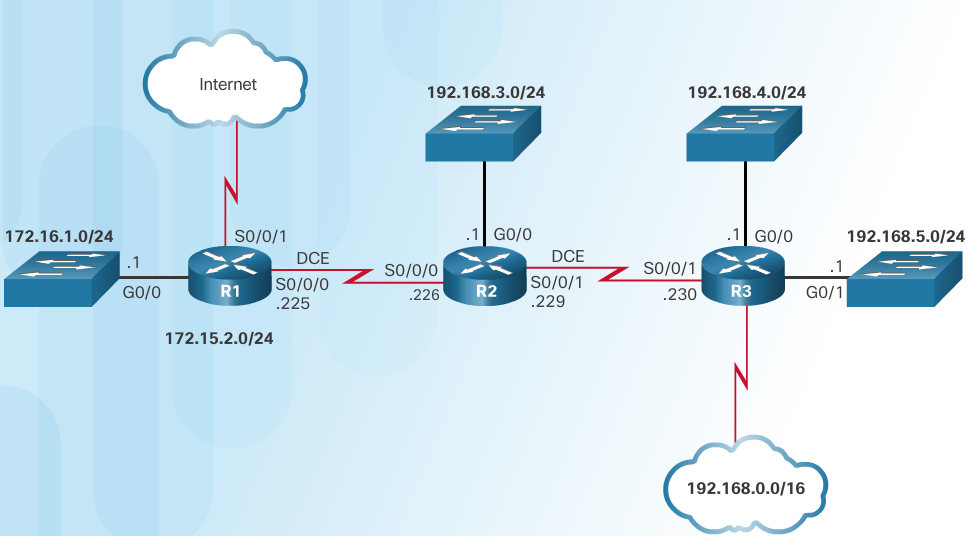 Internet
192.168.3.0/24
192.168.4.0/24
172.16.1.0/24
S0/0/1
.1 G0/0
.1 G0/0
192.168.5.0/24
.1
G0/0
R1
DCE
S0/0/0
.225
S0/0/0
.226
R2
DCE
S0/0/1
.229
S0/0/1
.230
R3
.1
G0/1
172.15.2.0/24
192.168.0.0/16